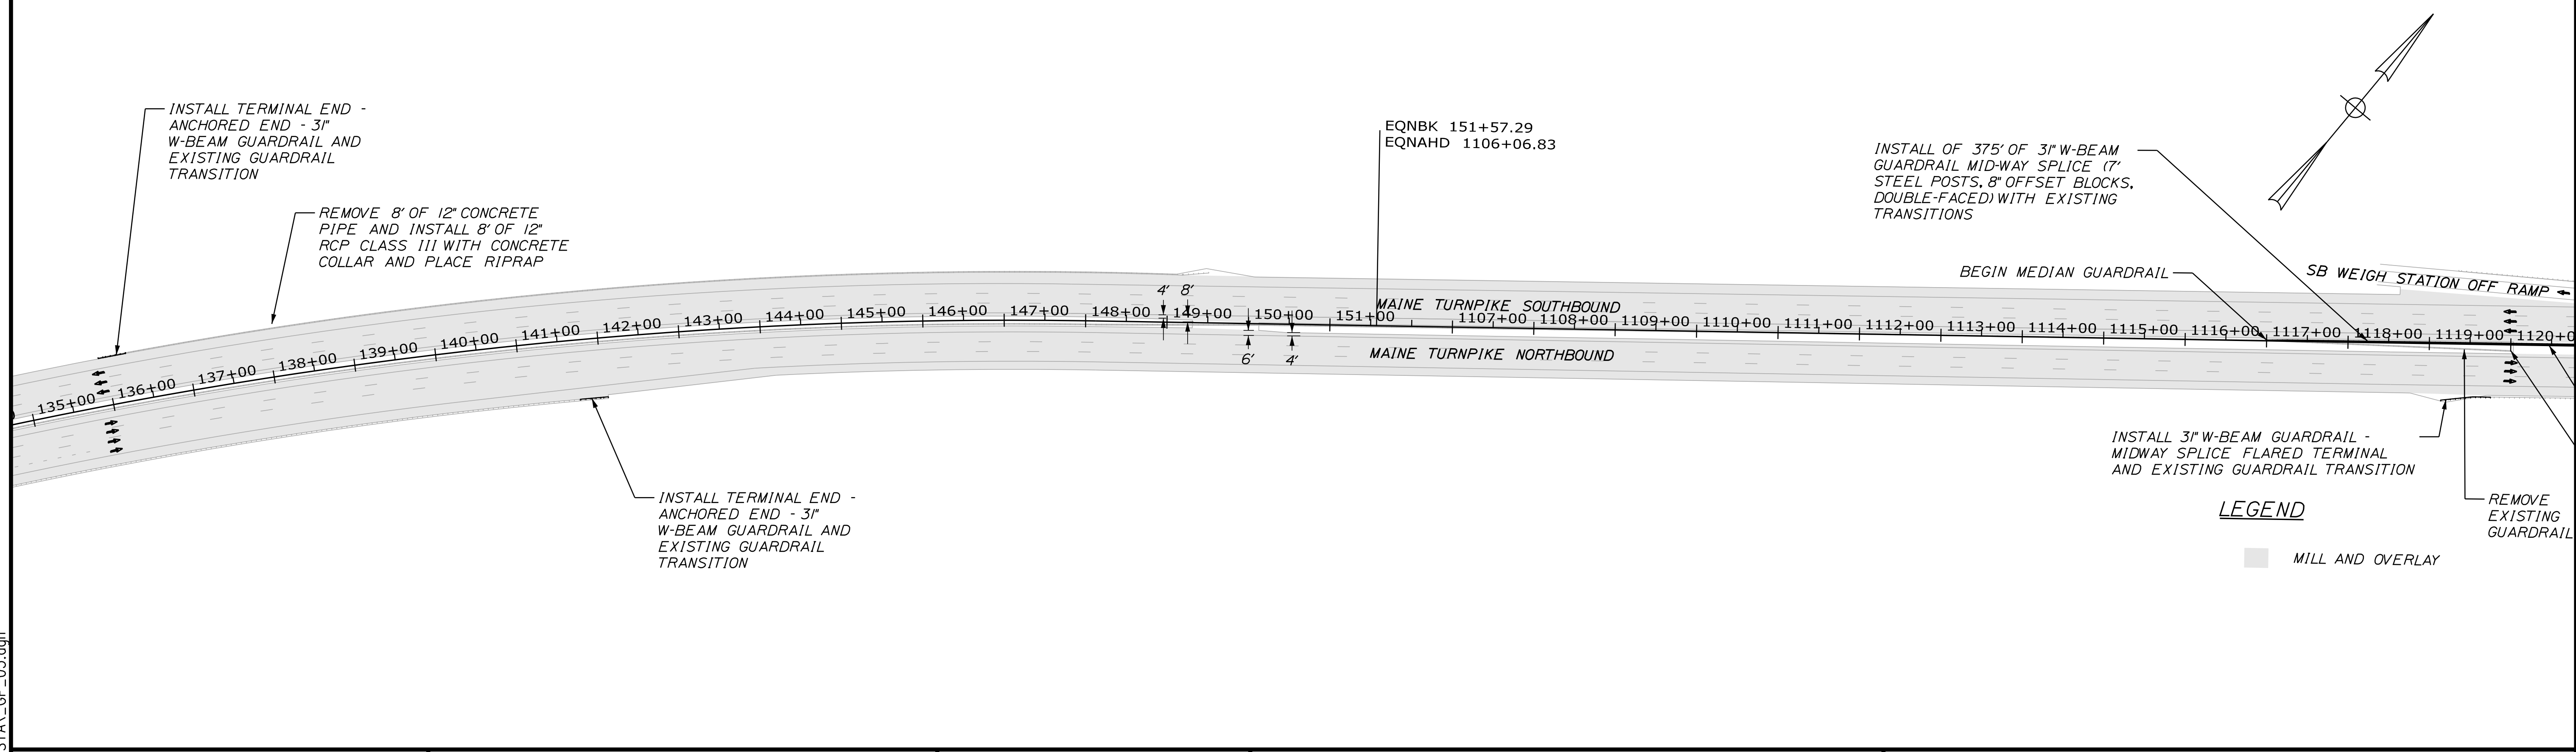 INSTALL TERMINAL END -
ANCHORED END - 31"
W-BEAM GUARDRAIL AND
EXISTING GUARDRAIL
TRANSITION
REMOVE 8' OF 12" CONCRETE
PIPE AND INSTALL 8' OF 12"
RCP CLASS III WITH CONCRETE
COLLAR AND PLACE RIPRAP
EQNBK 151+57.29
EQNAHD 1106+06.83
INSTALL OF 375' OF 31" W-BEAM
GUARDRAIL MID-WAY SPLICE (7'
STEEL POSTS, 8" OFFSET BLOCKS,
DOUBLE-FACED) WITH EXISTING
TRANSITIONS
BEGIN MEDIAN GUARDRAIL
SB WEIGH STATION OFF RAMP
4' 8'
MAINE TURNPIKE SOUTHBOUND
135+00 136+00 137+00 138+00 139+00 140+00 141+00 142+00 143+00 144+00 145+00 146+00 147+00 148+00 149+00 150+00 151+00 1107+00 1108+00 1109+00 1110+00 1111+00 1112+00 1113+00 1114+00 1115+00 1116+00 1117+00 1118+00 1119+00 1120+0
6' 4'
MAINE TURNPIKE NORTHBOUND
INSTALL TERMINAL END -
ANCHORED END - 31"
W-BEAM GUARDRAIL AND
EXISTING GUARDRAIL
TRANSITION
INSTALL 31" W-BEAM GUARDRAIL -
MIDWAY SPLICE FLARED TERMINAL
AND EXISTING GUARDRAIL TRANSITION
REMOVE
EXISTING
GUARDRAIL
LEGEND
MILL AND OVERLAY